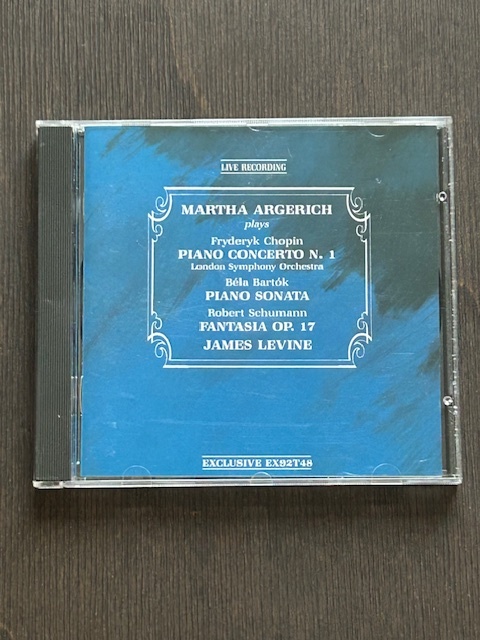 LIVE RECORDING
MARTHA ARGERICH
plays
Fryderyk Chopin
PIANO CONCERTO N. 1
London Symphony Orchestra
Béla Bartók
PIANO SONATA
Robert Schumann
FANTASIA OP. 17
JAMES LEVINE
EXCLUSIVE EX92T48